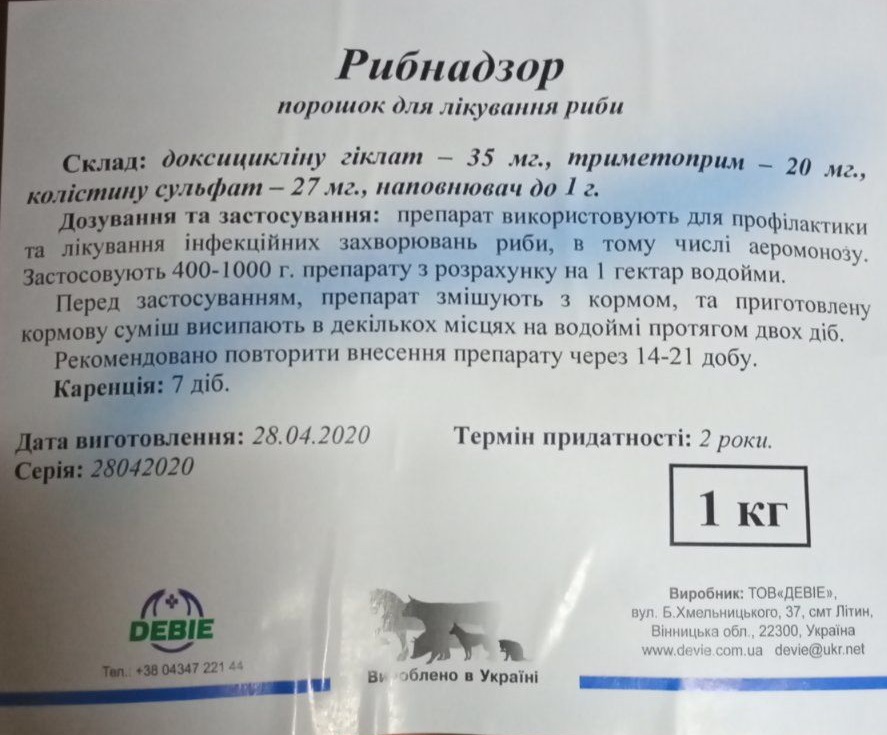 Рибнадзор
порошок для лікування риби
Склад: доксицикліну гіклат – 35 мг., триметоприм – 20 мг.,
колістину сульфат – 27 мг., наповнювач до 1 г.
Дозування та застосування: препарат використовують для профілактики
та лікування інфекційних захворювань риби, в тому числі аеромонозу.
Застосовують 400-1000 г. препарату з розрахунку на 1 гектар водойми.
Перед застосуванням, препарат змішують з кормом, та приготовлену
кормову суміш висипають в декількох місцях на водоймі протягом двох діб.
Рекомендовано повторити внесення препарату через 14-21 добу.
Каренція: 7 діб.
Дата виготовлення: 28.04.2020 Термін придатності: 2 роки.
Серія: 28042020
1 кг
DEВІЕ
Тел.: +38 04347 221 44
в Україні
Виробник: ТОВ«ДЕВІЕ»,
вул. Б.Хмельницького, 37, смт Літин,
Вінницька обл., 22300, Україна
www.devie.com.ua devie@ukr.net